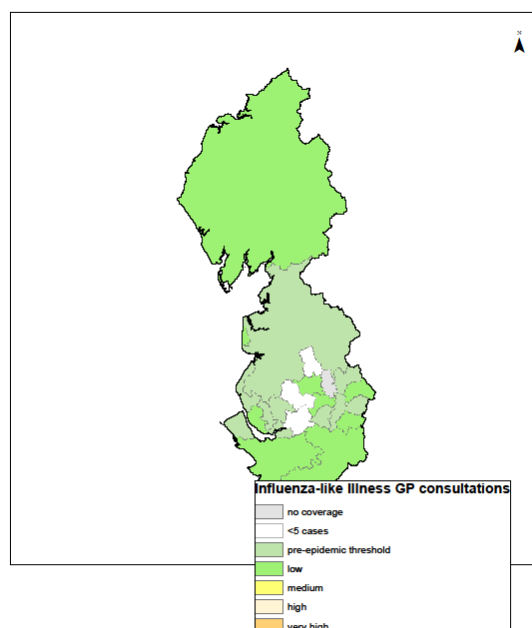 N
Influenza-like Illness GP consultations
no coverage
<5 cases
pre-epidemic threshold
low
medium
high
very high